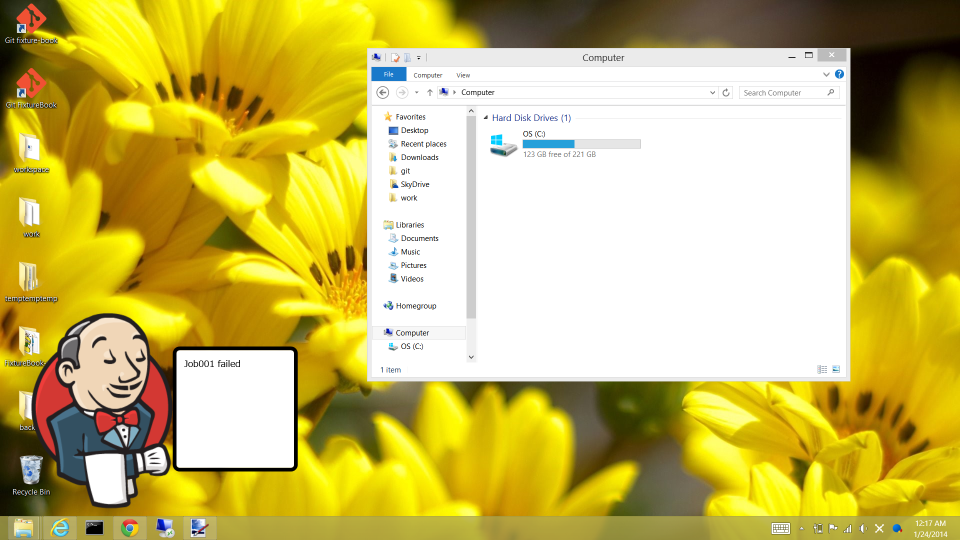 Git fixture-book
Git FixtureBook
workspace
work
temptemptemp
FixtureBook
back
Recycle Bin
Job001 failed
Computer
File
Computer
View
Computer
Search Computer
Favorites
Desktop
Recent places
Downloads
git
SkyDrive
work
Libraries
Documents
Music
Pictures
Videos
Homegroup
Computer
OS (C:)
Hard Disk Drives (1)
OS (C:)
123 GB free of 221 GB
1 item
12:17 AM
1/24/2014